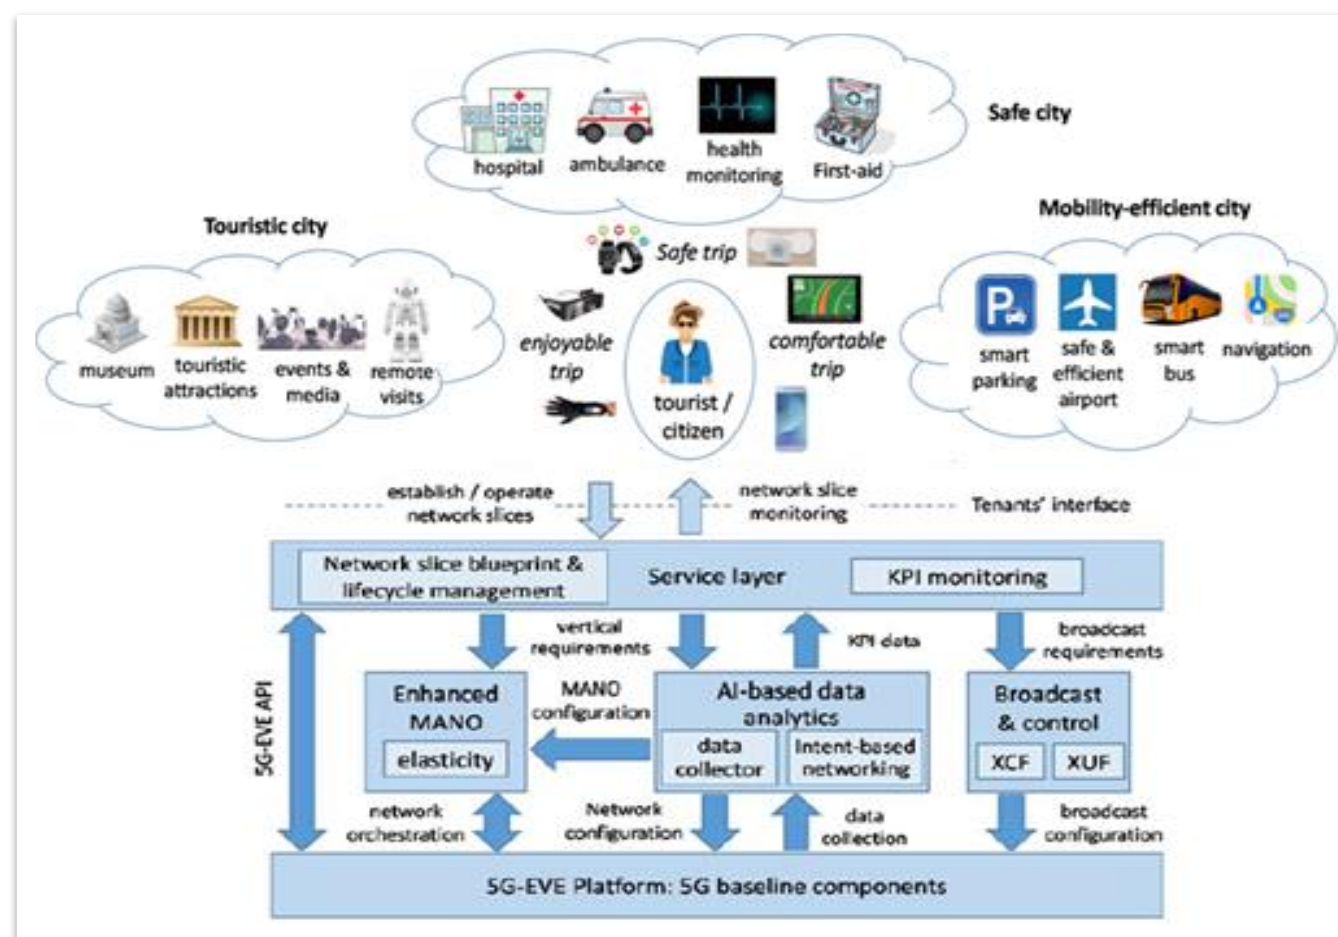 Safe city
hospital
ambulance
health
monitoring
First-aid
Touristic city
museum
touristic
attractions
events &
media
remote
visits
Safe trip
enjoyable
trip
comfortable
trip
tourist /
citizen
Mobility-efficient city
P
smart
parking
safe &
efficient
airport
smart
bus
navigation
establish / operate
network slices
network slice
monitoring
Tenants' interface
Network slice blueprint &
lifecycle management
Service layer
KPI monitoring
5G-EVE API
vertical
requirements
KPI data
broadcast
requirements
Enhanced
MANO
elasticity
MANO
configuration
AI-based data
analytics
data
collector
Intent-based
networking
Broadcast
& control
XCF
XUF
network
orchestration
Network
configuration
data
collection
broadcast
configuration
5G-EVE Platform: 5G baseline components